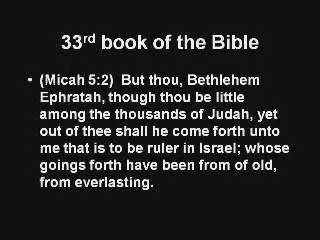 33rd book of the Bible
• (Micah 5:2) But thou, Bethlehem
Ephratah, though thou be little
among the thousands of Judah, yet
out of thee shall he come forth unto
me that is to be ruler in Israel; whose
goings forth have been from of old,
from everlasting.